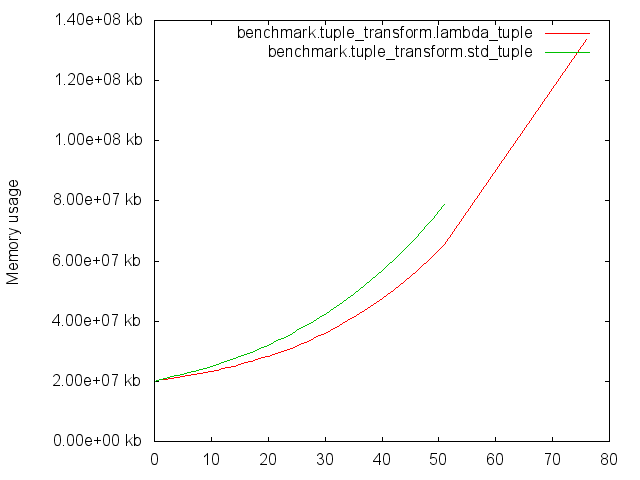 benchmark.tuple_transform.lambda_tuple
benchmark.tuple_transform.std_tuple
1.40e+08 kb
1.20e+08 kb
1.00e+08 kb
8.00e+07 kb
6.00e+07 kb
4.00e+07 kb
2.00e+07 kb
0.00e+00 kb
Memory usage
0 10 20 30 40 50 60 70 80